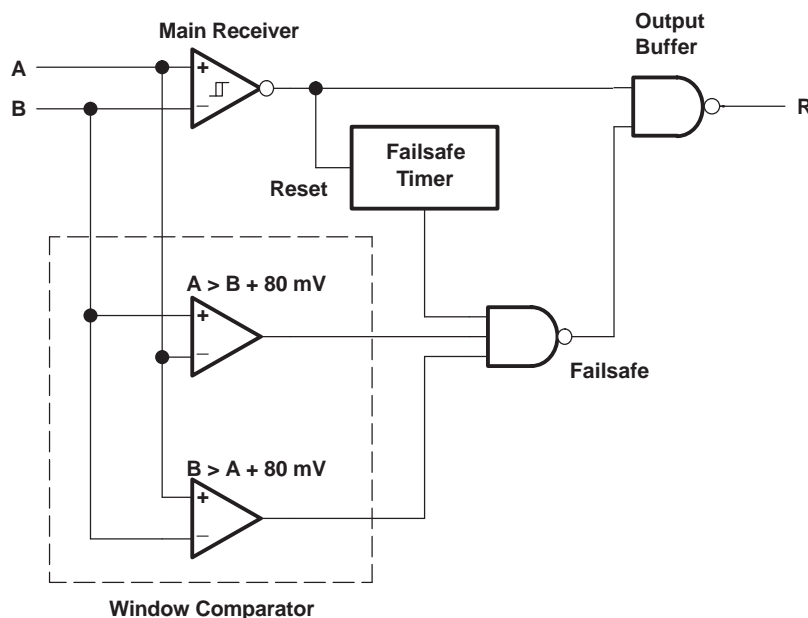 Output
Buffer
Main Receiver
A
+
B
_
R
Failsafe
Timer
Reset
A > B + 80 mV
+
_
Failsafe
B > A + 80 mV
+
_
Window Comparator